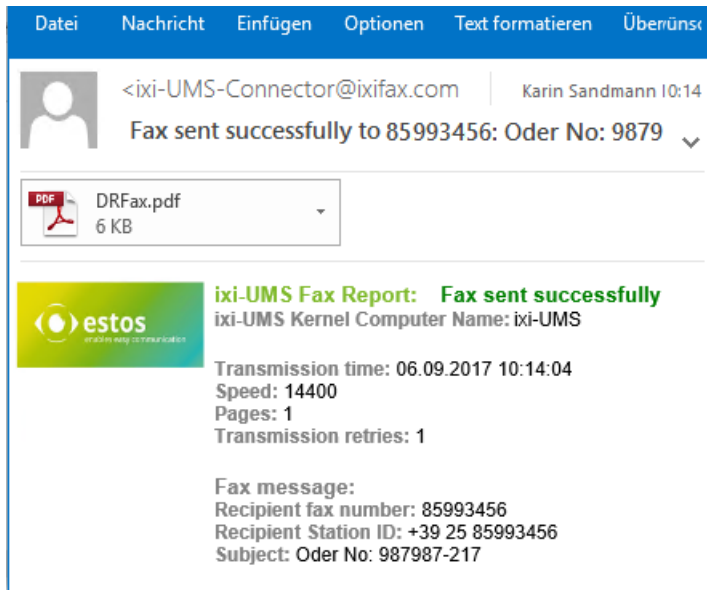 Datei Nachricht Einfügen Optionen Text formatieren
<ixi-UMS-Connector@ixifax.com Karin Sandmann 10:14
Fax sent successfully to 85993456: Oder No: 9879
PDF
DRFax.pdf
6 KB
estos
enables easy communication
ixi-UMS Fax Report: Fax sent successfully
ixi-UMS Kernel Computer Name: ixi-UMS
Transmission time: 06.09.2017 10:14:04
Speed: 14400
Pages: 1
Transmission retries: 1
Fax message:
Recipient fax number: 85993456
Recipient Station ID: +39 25 85993456
Subject: Oder No: 987987-217